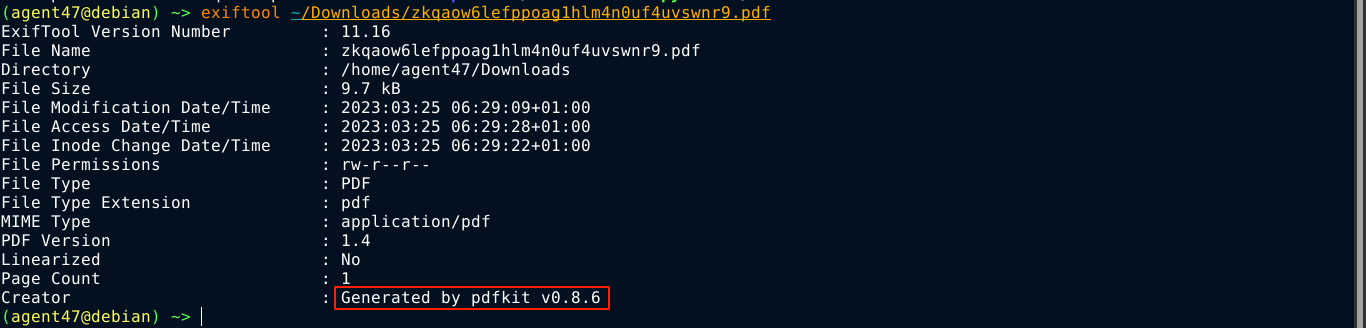 (agent47@debian) ~> exiftool ~/Downloads/zkqaow6lefppoag1hlm4n0uf4uvswnr9.pdf
ExifTool Version Number         : 11.16
File Name                       : zkqaow6lefppoag1hlm4n0uf4uvswnr9.pdf
Directory                       : /home/agent47/Downloads
File Size                       : 9.7 kB
File Modification Date/Time     : 2023:03:25 06:29:09+01:00
File Access Date/Time           : 2023:03:25 06:29:28+01:00
File Inode Change Date/Time     : 2023:03:25 06:29:22+01:00
File Permissions                : rw-r--r--
File Type                       : PDF
File Type Extension             : pdf
MIME Type                       : application/pdf
PDF Version                     : 1.4
Linearized                      : No
Page Count                      : 1
Creator                         : Generated by pdfkit v0.8.6
(agent47@debian) ~>